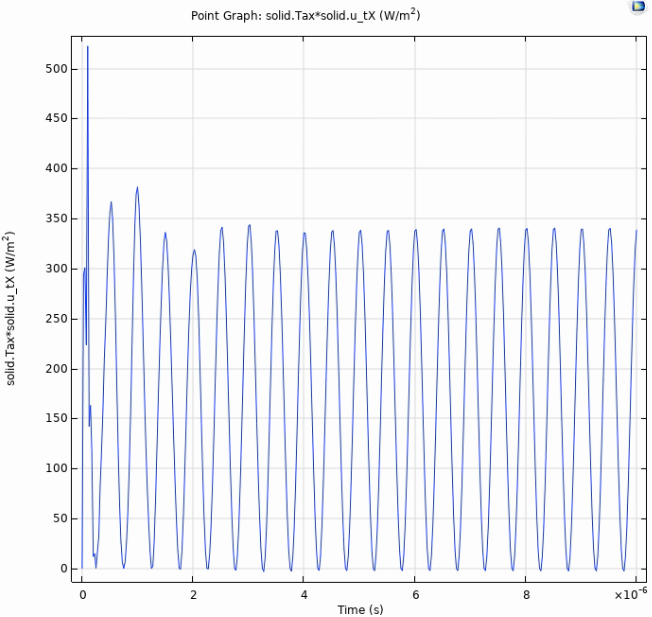 Point Graph: solid.Tax*solid.u_tX (W/m²)
solid.Tax*solid.u_tX (W/m²)
500
450
400
350
300
250
200
150
100
50
0
0 2 4 6 8 ×10⁻⁶
Time (s)